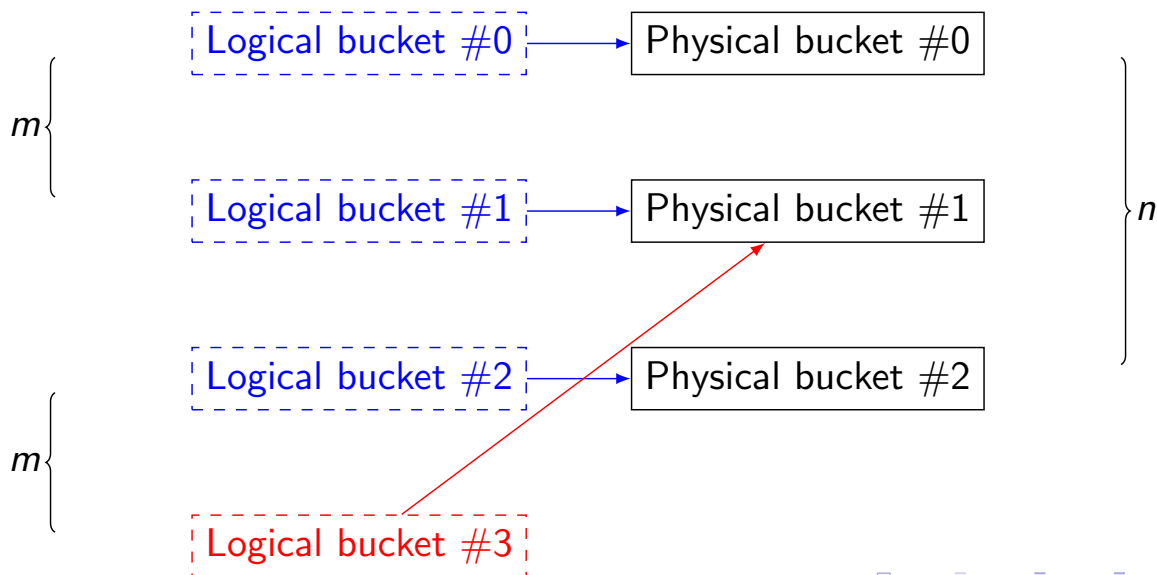 Logical bucket #0 Physical bucket #0
m
Logical bucket #1 Physical bucket #1
n
Logical bucket #2 Physical bucket #2
m
Logical bucket #3